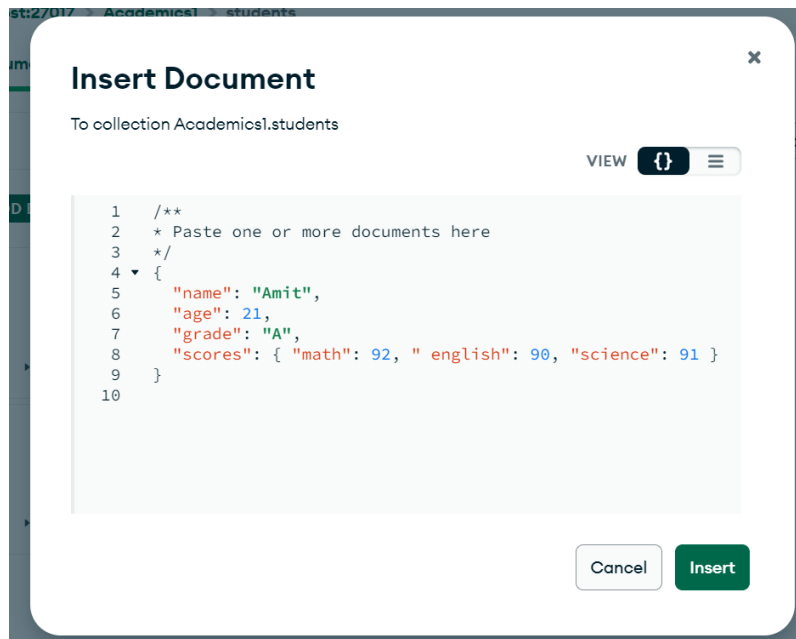 st:27017 > Academics1 > students
Insert Document
To collection Academics1.students
VIEW {}
1 /**
2 * Paste one or more documents here
3 */
4 {
5 "name": "Amit",
6 "age": 21,
7 "grade": "A",
8 "scores": { "math": 92, " english": 90, "science": 91 }
9 }
10
Cancel Insert